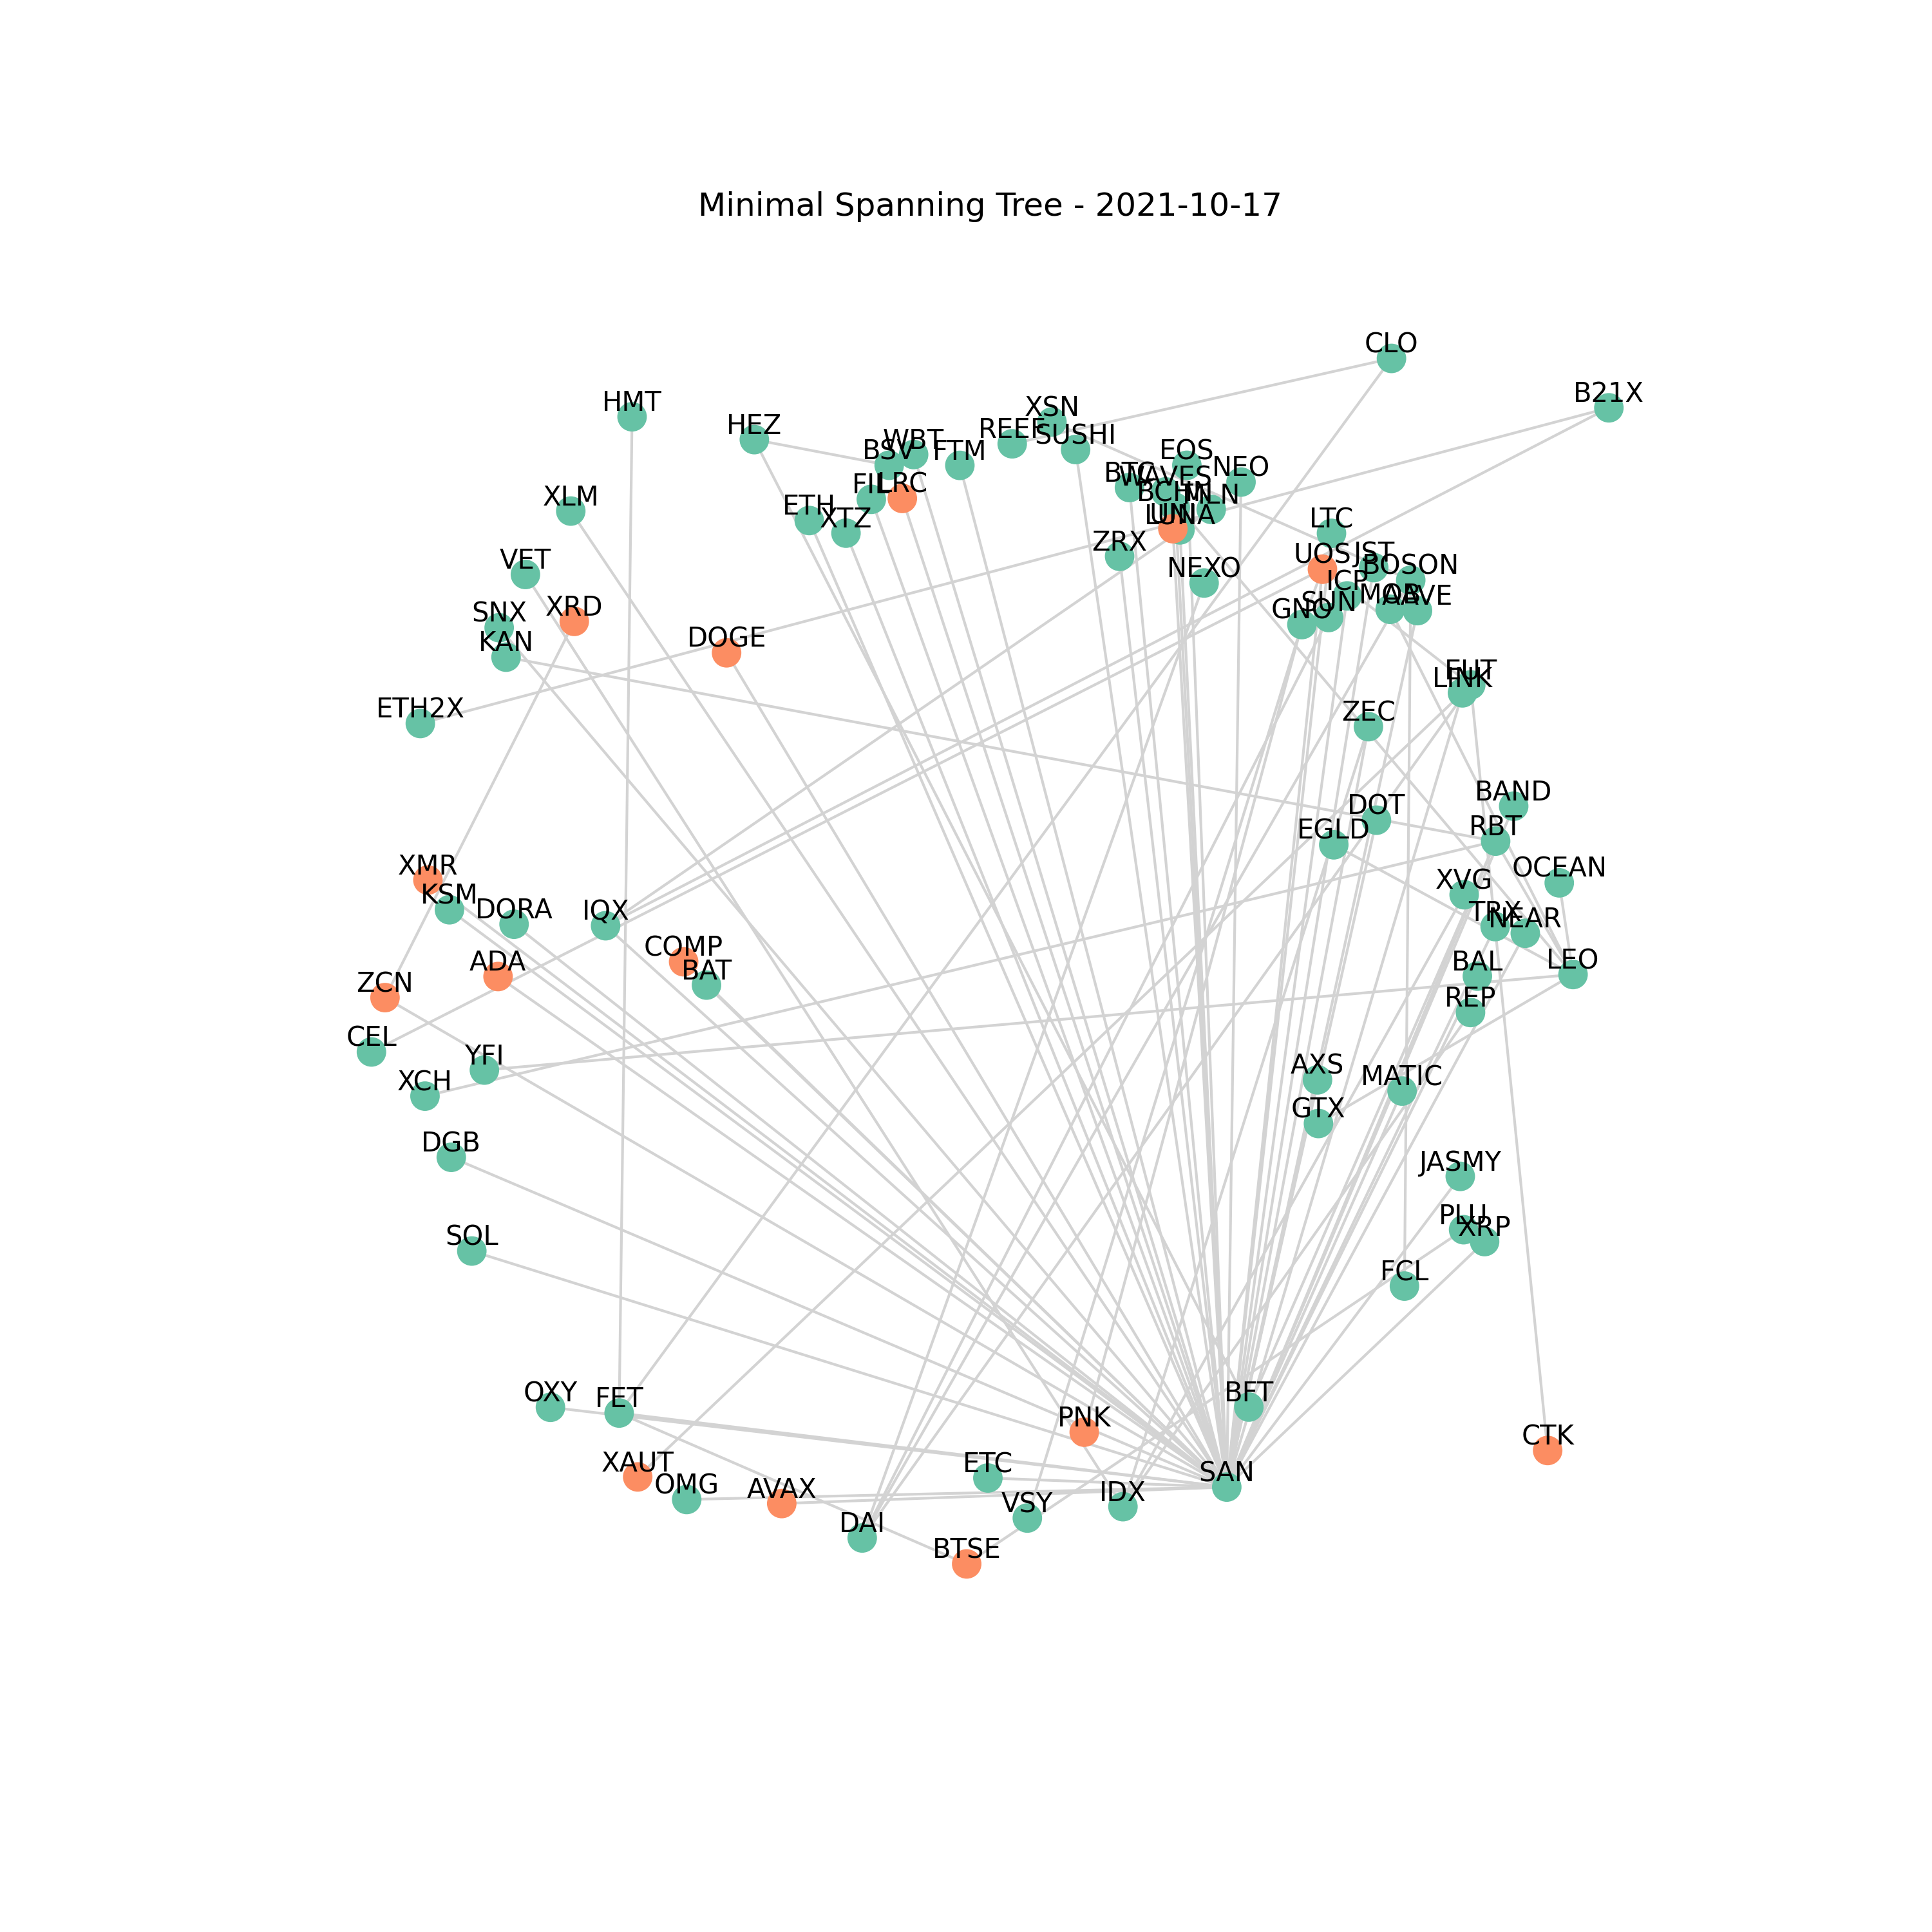 Minimal Spanning Tree - 2021-10-17
CLO
B21X
HMT
XSN
HEZ
REEF
SUSHI
WBT
BSV
FTM
EOS
NEO
BTC
WAVES
FIL
LRC
BCH
MLN
XLM
ETH
XTZ
UNI
LUNA
LTC
ZRX
UOS
JST
VET
NEXO
ICP
BOSON
SNX
XRD
GNO
SUN
MOB
AAVE
KAN
DOGE
EUT
LINK
ETH2X
ZEC
BAND
DOT
RBT
EGLD
XMR
OCEAN
KSM
DORA
IQX
XVG
TRX
NEAR
COMP
ADA
BAT
BAL
LEO
ZCN
REP
CEL
YFI
AXS
XCH
MATIC
GTX
DGB
JASMY
SOL
PLU
XRP
FCL
OXY
FET
BFT
PNK
CTK
XAUT
ETC
SAN
OMG
AVAX
VSY
IDX
DAI
BTSE